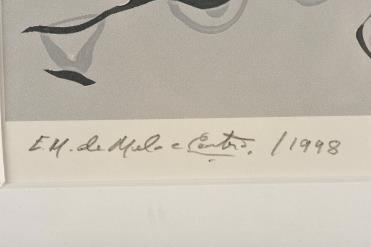 E.M. de Melo e Castro. /1998